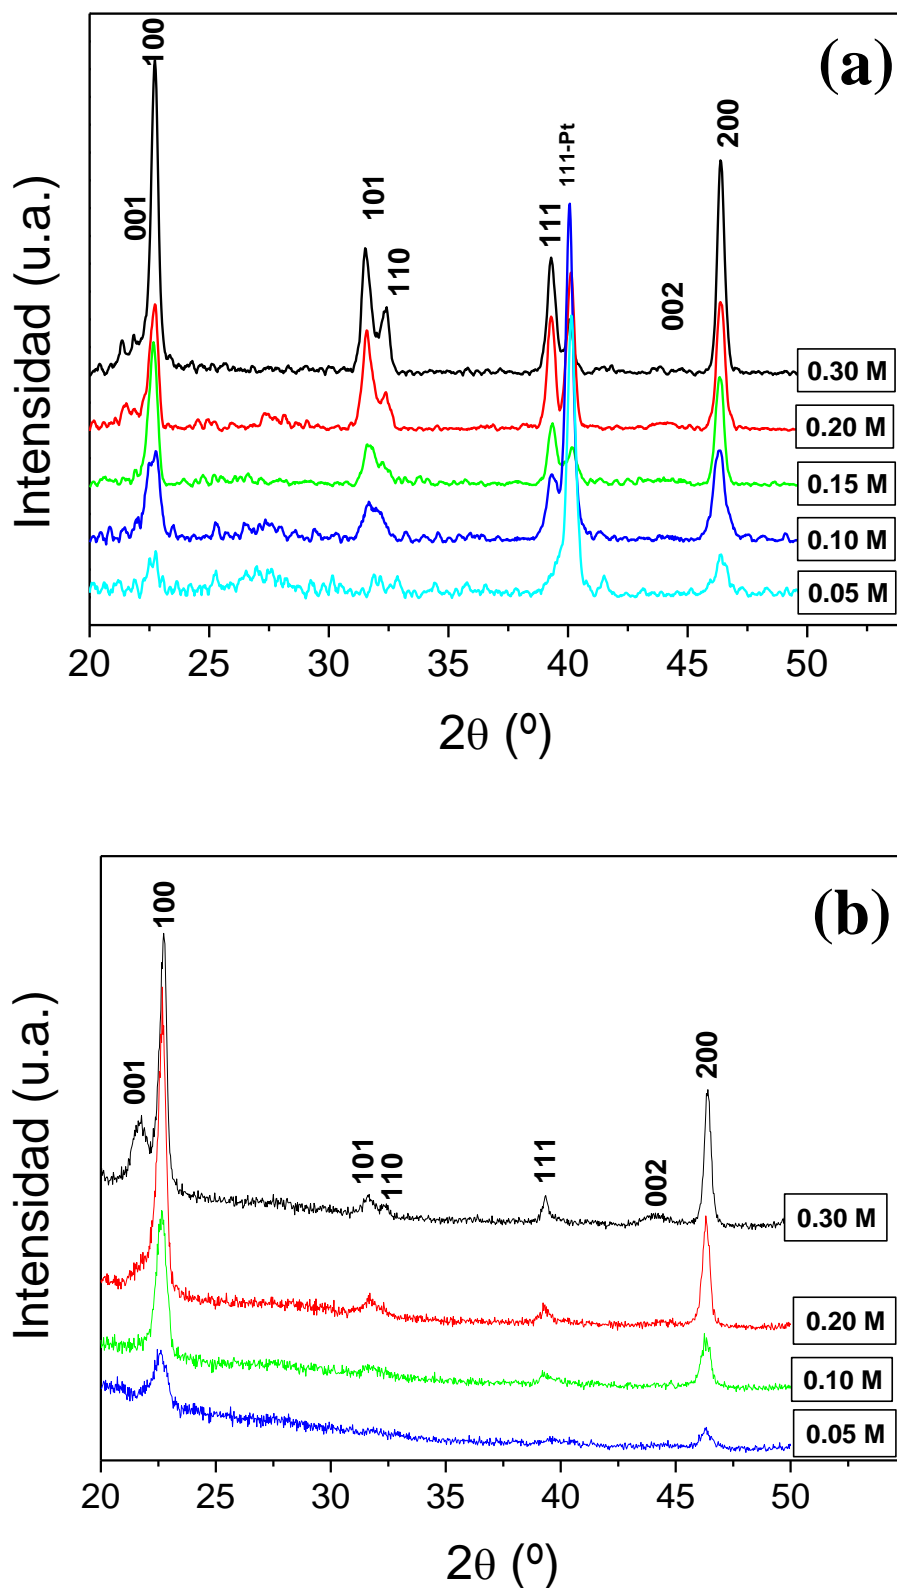 (a)
100
001
101
110
111
111-Pt
002
200
Intensidad (u.a.)
0.30 M
0.20 M
0.15 M
0.10 M
0.05 M
20 25 30 35 40 45 50
2θ (º)
(b)
100
001
101
110
111
002
200
Intensidad (u.a.)
0.30 M
0.20 M
0.10 M
0.05 M
20 25 30 35 40 45 50
2θ (º)